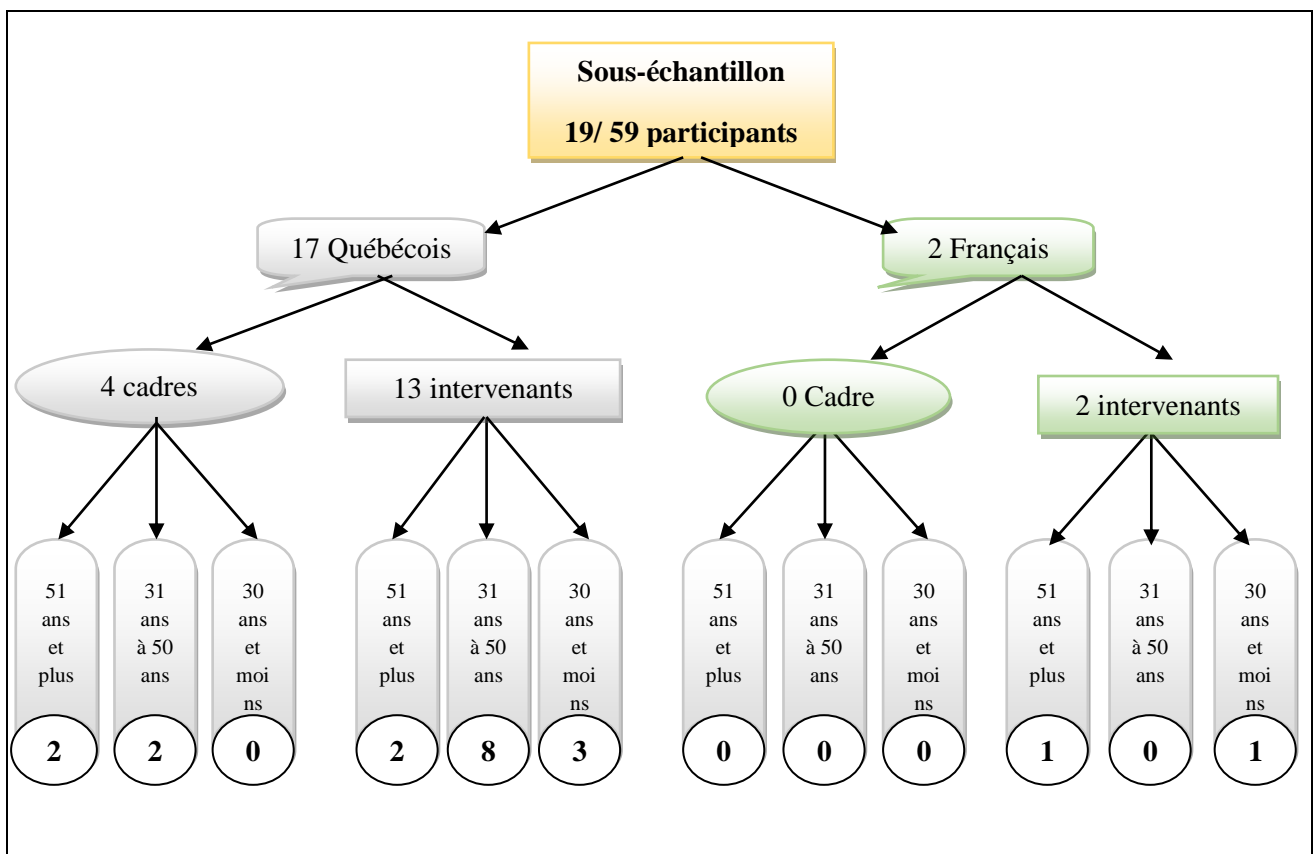 Sous-échantillon
19/ 59 participants
17 Québécois
2 Français
4 cadres
13 intervenants
0 Cadre
2 intervenants
51
ans
et
plus
31
ans
à 50
ans
30
ans
et
moi
ns
51
ans
et
plus
31
ans
à 50
ans
30
ans
et
moi
ns
51
ans
et
plus
31
ans
à 50
ans
30
ans
et
moi
ns
51
ans
et
plus
31
ans
à 50
ans
30
ans
et
moi
ns
2
2
0
2
8
3
0
0
0
1
0
1